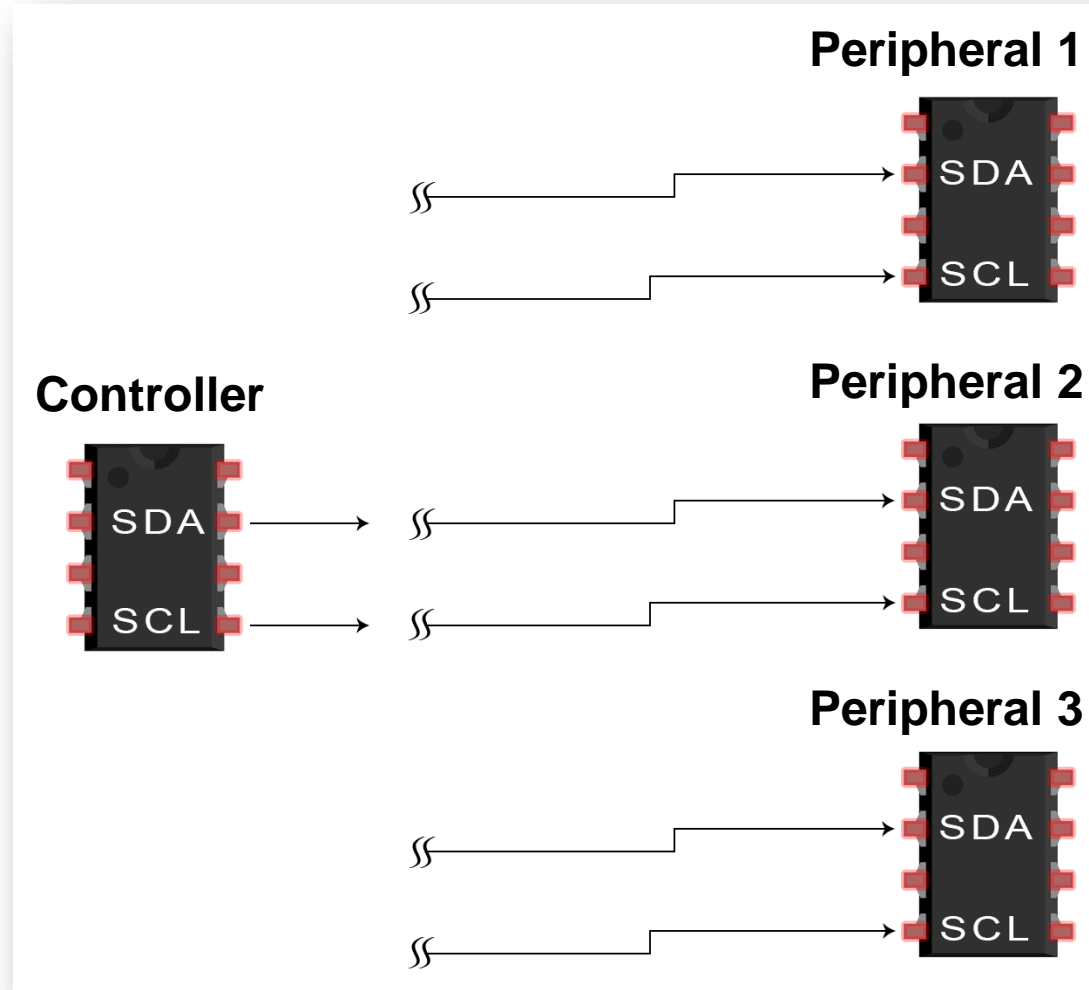 Peripheral 1
SDA
SCL
Controller
SDA
SCL
Peripheral 2
SDA
SCL
Peripheral 3
SDA
SCL